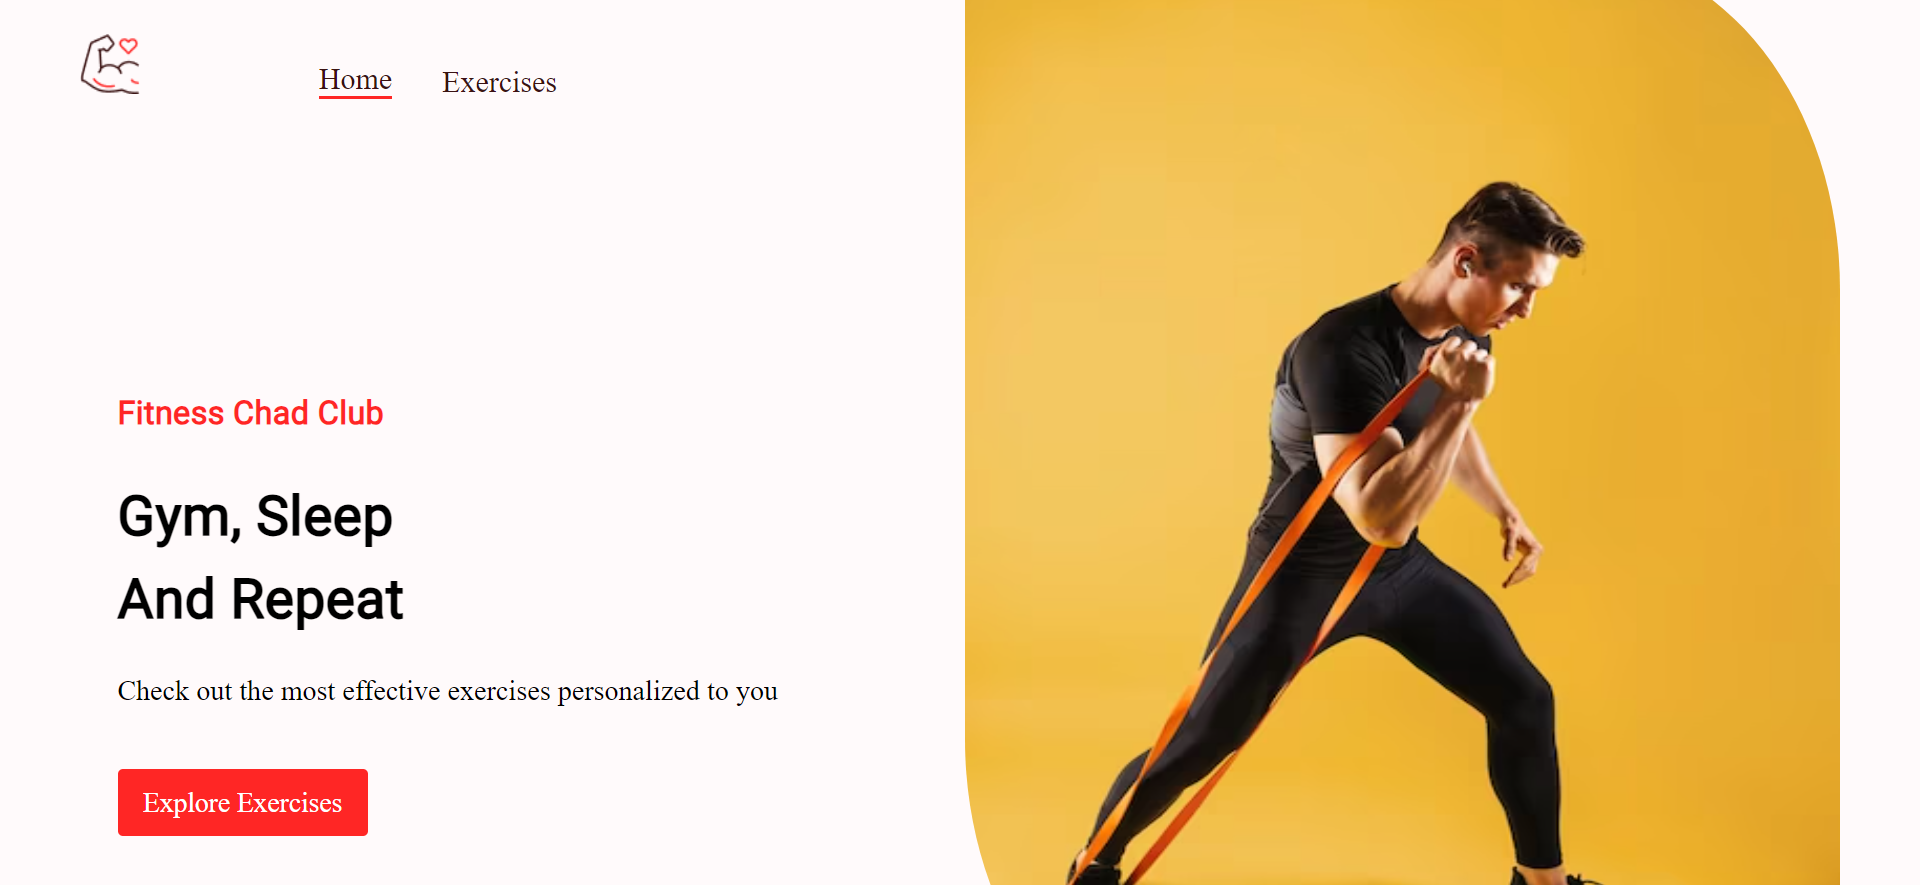 Home
Exercises
Fitness Chad Club
Gym, Sleep
And Repeat
Check out the most effective exercises personalized to you
Explore Exercises